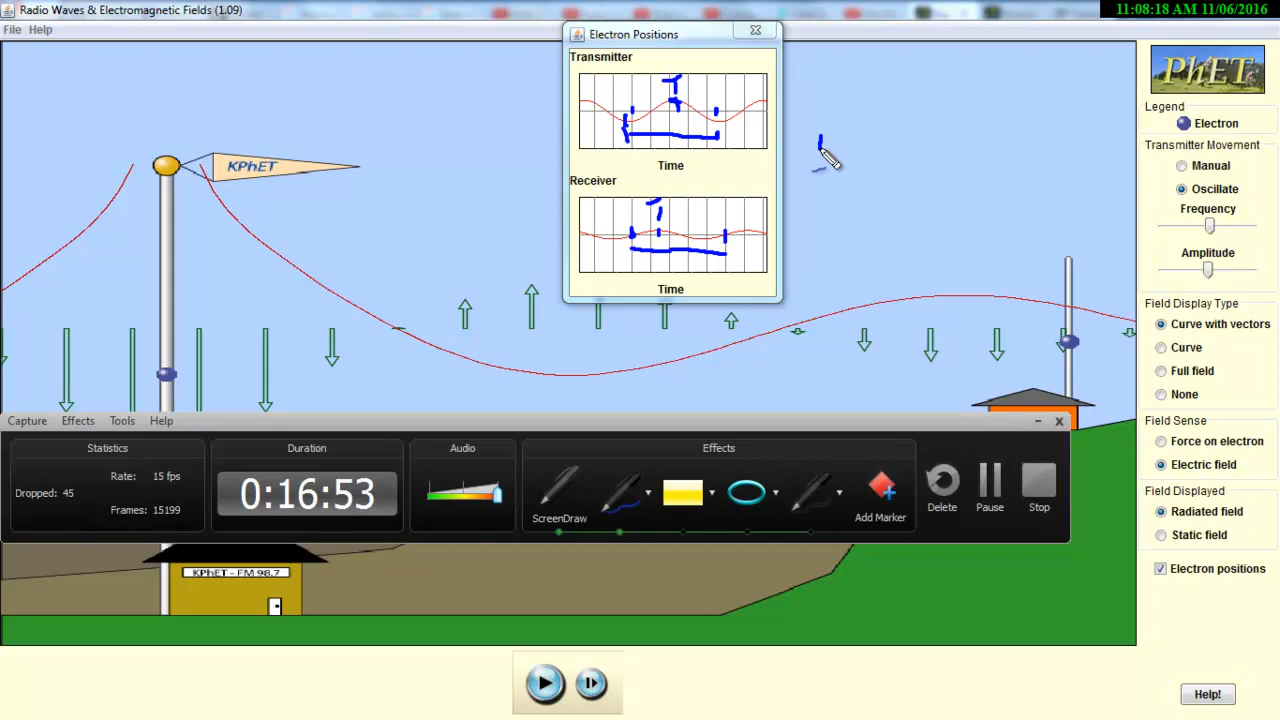 Radio Waves & Electromagnetic Fields (1.09)
11:08:18 AM 11/06/2016
File Help
Electron Positions
Transmitter
Time
Receiver
Time
KPhET
PhET
Legend
Electron
Transmitter Movement
Manual
Oscillate
Frequency
Amplitude
Field Display Type
Curve with vectors
Curve
Full field
None
Field Sense
Force on electron
Electric field
Field Displayed
Radiated field
Static field
Electron positions
Capture Effects Tools Help
Statistics
Rate: 15 fps
Dropped: 45
Frames: 15199
Duration
0:16:53
Audio
Effects
ScreenDraw
Add Marker
Delete
Pause
Stop
KPhET - FM 98.7
Help!